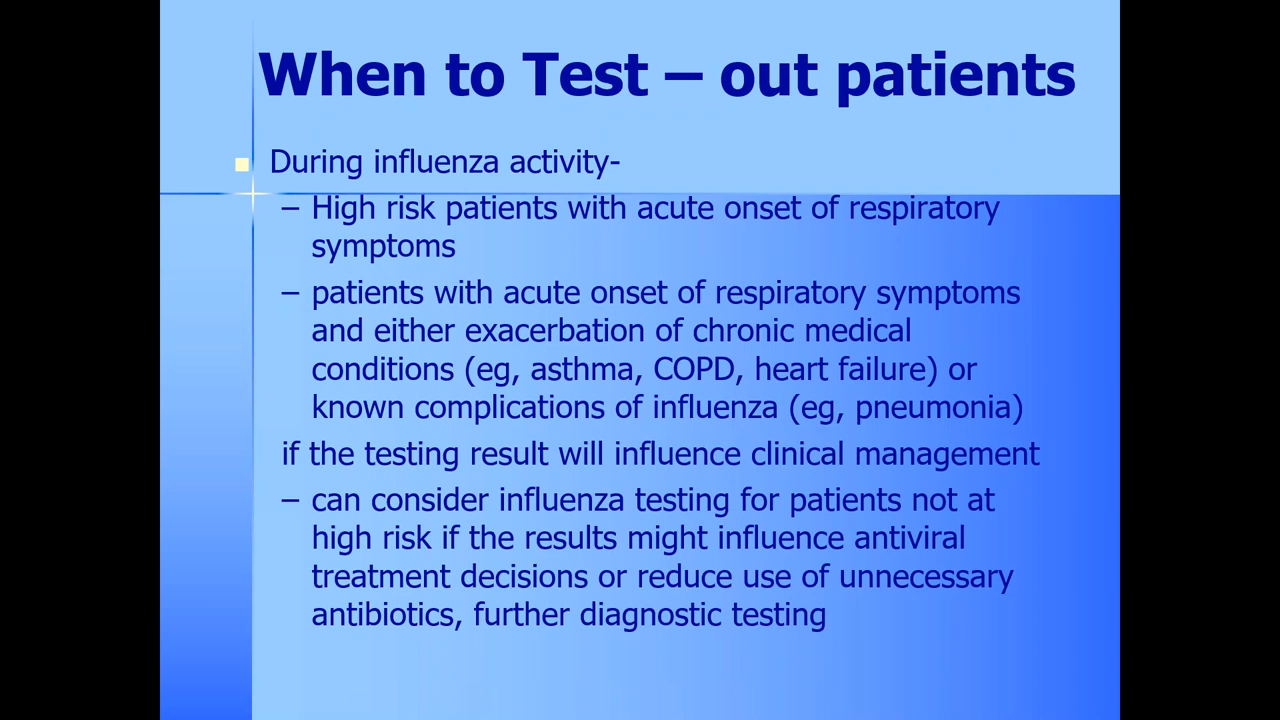 When to Test – out patients
During influenza activity-
– High risk patients with acute onset of respiratory
symptoms
– patients with acute onset of respiratory symptoms
and either exacerbation of chronic medical
conditions (eg, asthma, COPD, heart failure) or
known complications of influenza (eg, pneumonia)
if the testing result will influence clinical management
– can consider influenza testing for patients not at
high risk if the results might influence antiviral
treatment decisions or reduce use of unnecessary
antibiotics, further diagnostic testing